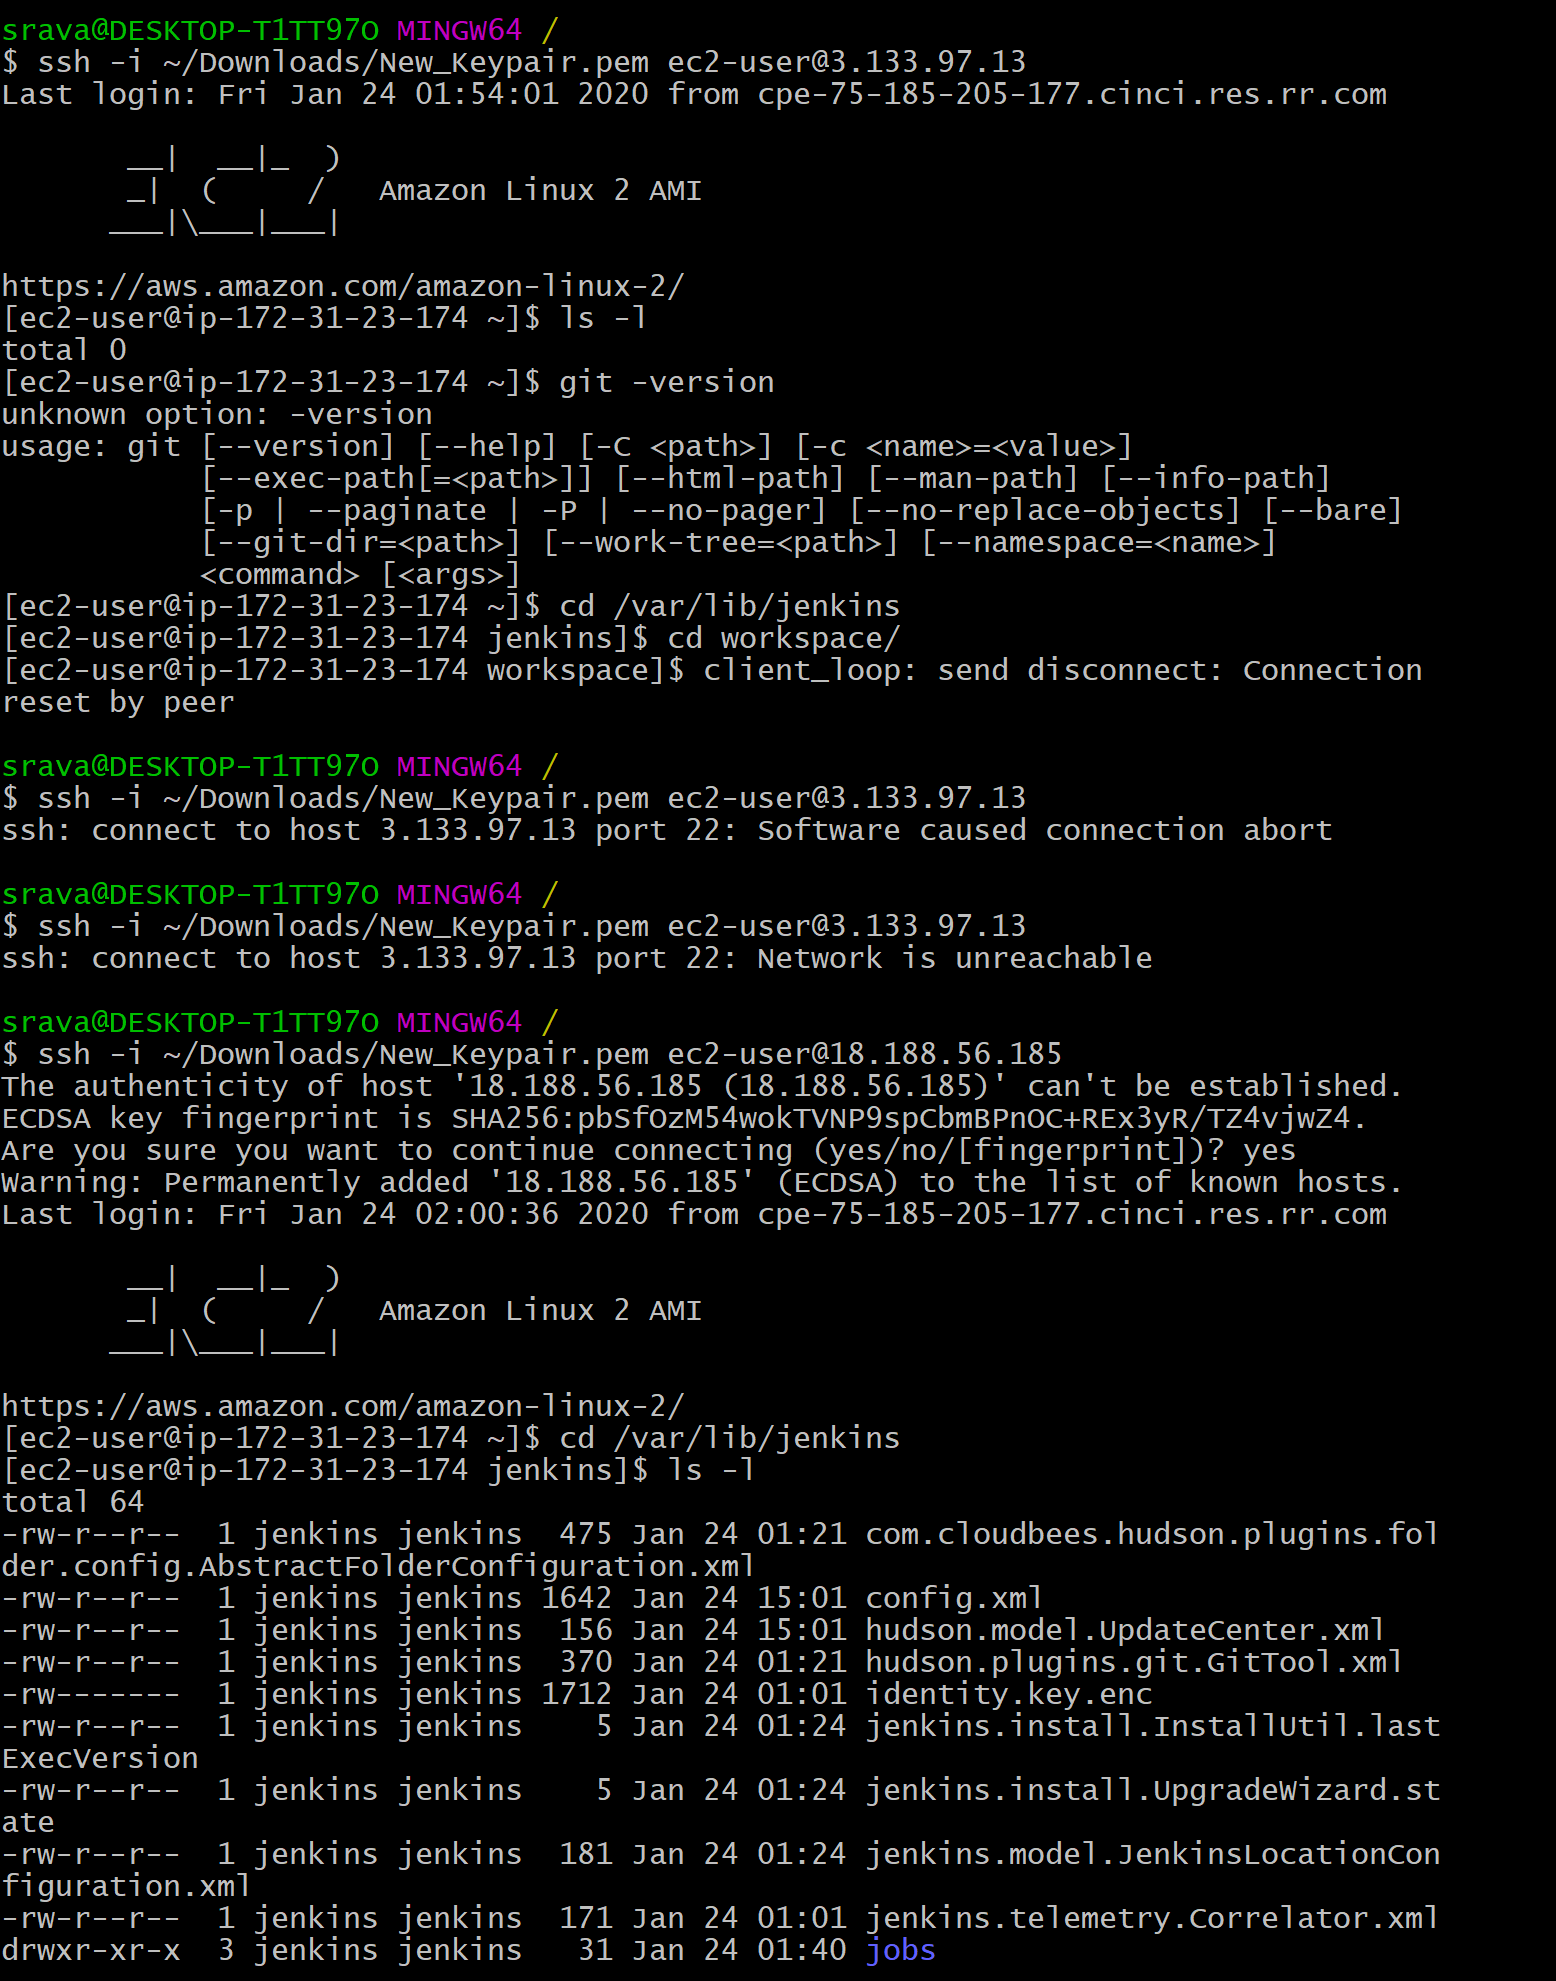 srava@DESKTOP-T1TT97O MINGW64 /
$ ssh -i ~/Downloads/New_Keypair.pem ec2-user@3.133.97.13
Last login: Fri Jan 24 01:54:01 2020 from cpe-75-185-205-177.cinci.res.rr.com

       __|  __|_  )
       _|  (     /   Amazon Linux 2 AMI
      ___|\___|___|

https://aws.amazon.com/amazon-linux-2/
[ec2-user@ip-172-31-23-174 ~]$ ls -l
total 0
[ec2-user@ip-172-31-23-174 ~]$ git -version
unknown option: -version
usage: git [--version] [--help] [-C <path>] [-c <name>=<value>]
           [--exec-path[=<path>]] [--html-path] [--man-path] [--info-path]
           [-p | --paginate | -P | --no-pager] [--no-replace-objects] [--bare]
           [--git-dir=<path>] [--work-tree=<path>] [--namespace=<name>]
           <command> [<args>]
[ec2-user@ip-172-31-23-174 ~]$ cd /var/lib/jenkins
[ec2-user@ip-172-31-23-174 jenkins]$ cd workspace/
[ec2-user@ip-172-31-23-174 workspace]$ client_loop: send disconnect: Connection
reset by peer

srava@DESKTOP-T1TT97O MINGW64 /
$ ssh -i ~/Downloads/New_Keypair.pem ec2-user@3.133.97.13
ssh: connect to host 3.133.97.13 port 22: Software caused connection abort

srava@DESKTOP-T1TT97O MINGW64 /
$ ssh -i ~/Downloads/New_Keypair.pem ec2-user@3.133.97.13
ssh: connect to host 3.133.97.13 port 22: Network is unreachable

srava@DESKTOP-T1TT97O MINGW64 /
$ ssh -i ~/Downloads/New_Keypair.pem ec2-user@18.188.56.185
The authenticity of host '18.188.56.185 (18.188.56.185)' can't be established.
ECDSA key fingerprint is SHA256:pbSfOzM54wokTVNP9spCbmBPnOC+REx3yR/TZ4vjwZ4.
Are you sure you want to continue connecting (yes/no/[fingerprint])? yes
Warning: Permanently added '18.188.56.185' (ECDSA) to the list of known hosts.
Last login: Fri Jan 24 02:00:36 2020 from cpe-75-185-205-177.cinci.res.rr.com

       __|  __|_  )
       _|  (     /   Amazon Linux 2 AMI
      ___|\___|___|

https://aws.amazon.com/amazon-linux-2/
[ec2-user@ip-172-31-23-174 ~]$ cd /var/lib/jenkins
[ec2-user@ip-172-31-23-174 jenkins]$ ls -l
total 64
-rw-r--r--  1 jenkins jenkins  475 Jan 24 01:21 com.cloudbees.hudson.plugins.fol
der.config.AbstractFolderConfiguration.xml
-rw-r--r--  1 jenkins jenkins 1642 Jan 24 15:01 config.xml
-rw-r--r--  1 jenkins jenkins  156 Jan 24 15:01 hudson.model.UpdateCenter.xml
-rw-r--r--  1 jenkins jenkins  370 Jan 24 01:21 hudson.plugins.git.GitTool.xml
-rw-------  1 jenkins jenkins 1712 Jan 24 01:01 identity.key.enc
-rw-r--r--  1 jenkins jenkins    5 Jan 24 01:24 jenkins.install.InstallUtil.last
ExecVersion
-rw-r--r--  1 jenkins jenkins    5 Jan 24 01:24 jenkins.install.UpgradeWizard.st
ate
-rw-r--r--  1 jenkins jenkins  181 Jan 24 01:24 jenkins.model.JenkinsLocationCon
figuration.xml
-rw-r--r--  1 jenkins jenkins  171 Jan 24 01:01 jenkins.telemetry.Correlator.xml
drwxr-xr-x  3 jenkins jenkins   31 Jan 24 01:40 jobs